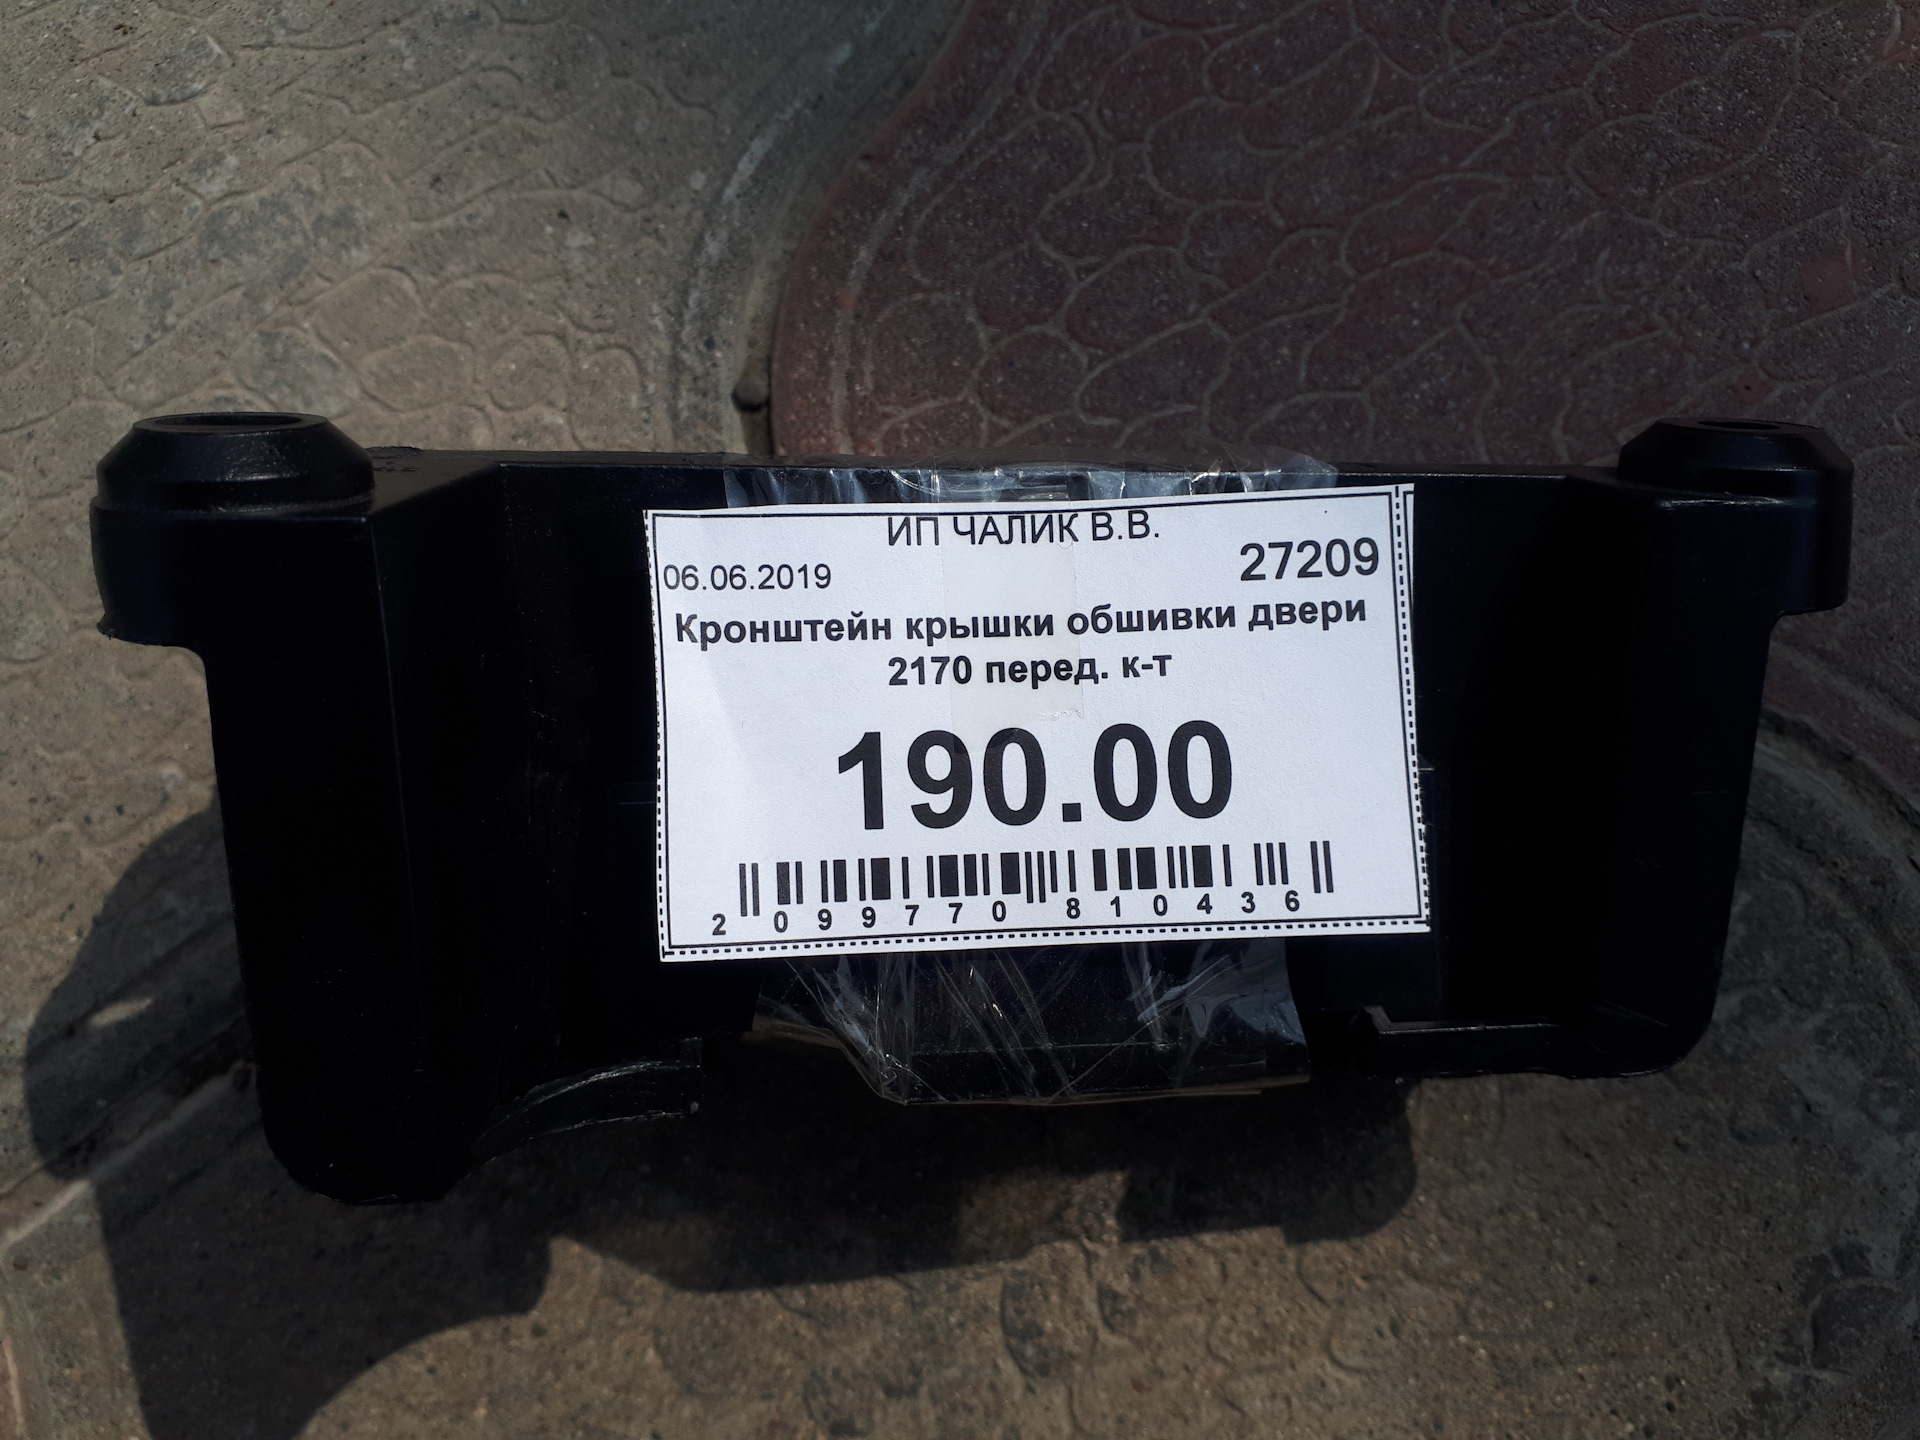 ИП ЧАЛИК В.В.
06.06.2019 27209
Кронштейн крышки обшивки двери
2170 перед. к-т
190.00
2 099770 810436